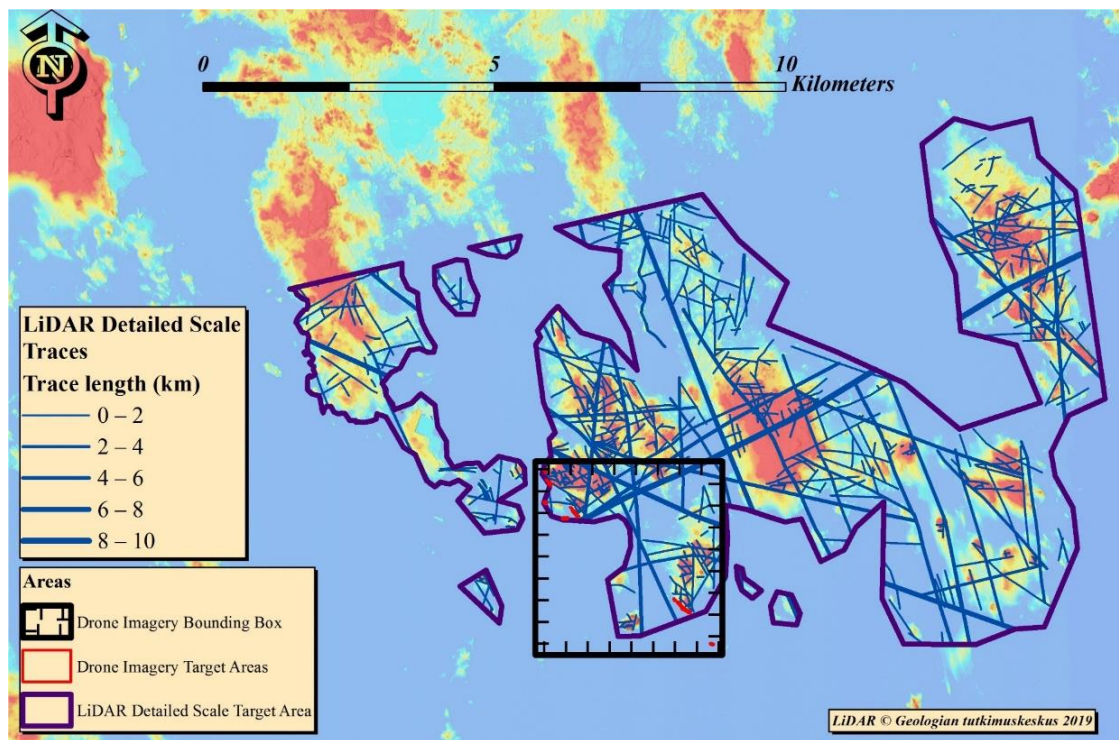 N
0 5 10
Kilometers
LiDAR Detailed Scale
Traces
Trace length (km)
0 – 2
2 – 4
4 – 6
6 – 8
8 – 10
Areas
Drone Imagery Bounding Box
Drone Imagery Target Areas
LiDAR Detailed Scale Target Area
LiDAR © Geologian tutkimuskeskus 2019